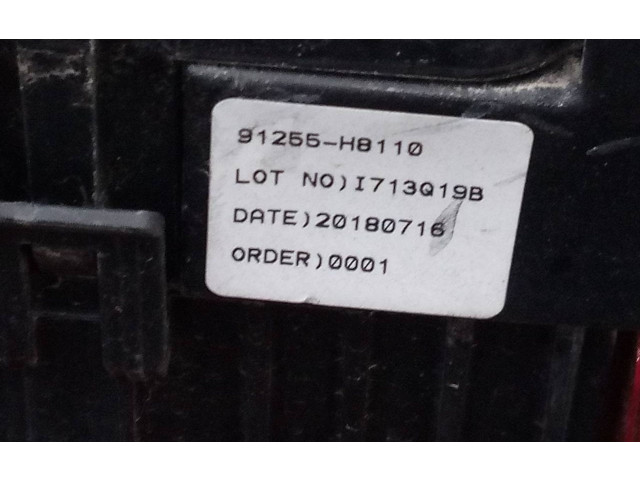 91255-H8110
LOT NO)I713Q19B
DATE)20180716
ORDER)0001